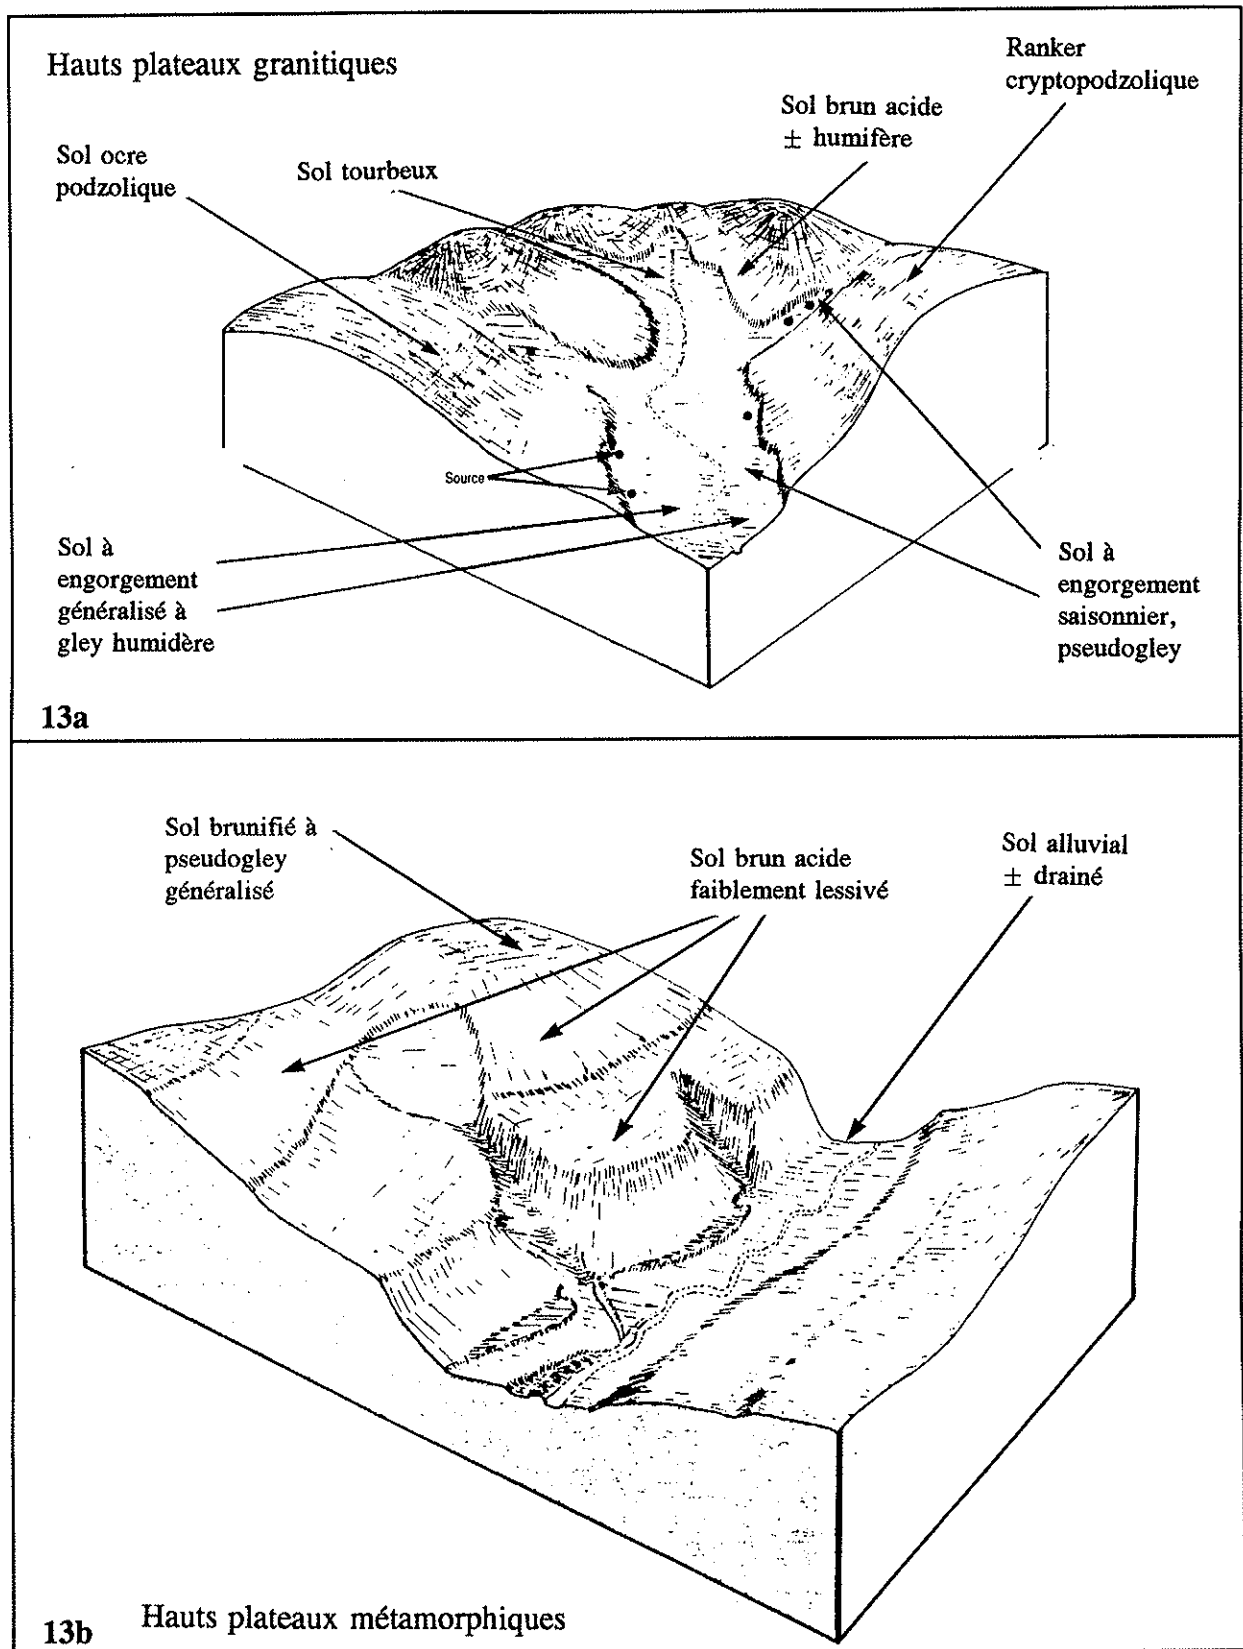 Hauts plateaux granitiques
Ranker
cryptopodzolique
Sol brun acide
± humifère
Sol ocre
podzolique
Sol tourbeux
Source
Sol à
engorgement
généralisé à
gley humidère
Sol à
engorgement
saisonnier,
pseudogley
13a
Sol brunifié à
pseudogley
généralisé
Sol brun acide
faiblement lessivé
Sol alluvial
± drainé
13b
Hauts plateaux métamorphiques